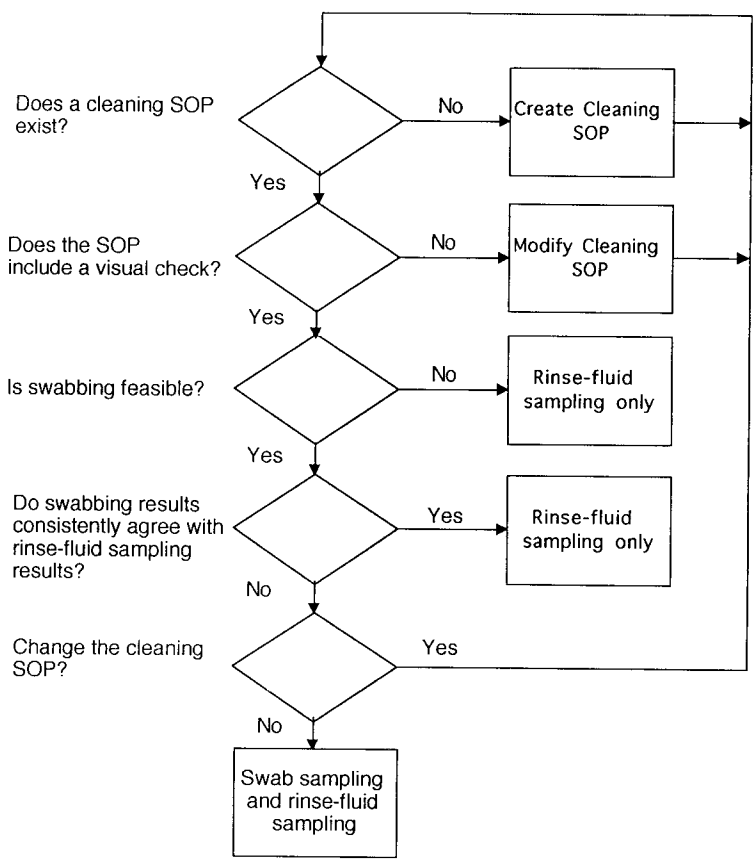 Does a cleaning SOP
exist?
No
Create Cleaning
SOP
Yes
Does the SOP
include a visual check?
No
Modify Cleaning
SOP
Yes
Is swabbing feasible?
No
Rinse-fluid
sampling only
Yes
Do swabbing results
consistently agree with
rinse-fluid sampling
results?
Yes
Rinse-fluid
sampling only
No
Change the cleaning
SOP?
Yes
No
Swab sampling
and rinse-fluid
sampling